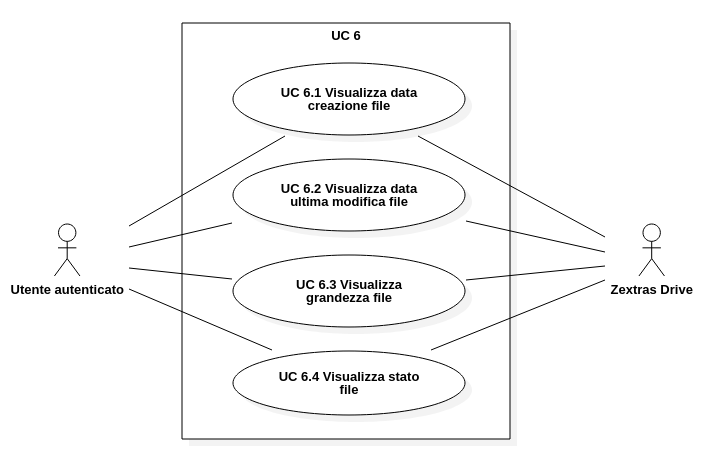 UC 6
UC 6.1 Visualizza data
creazione file
UC 6.2 Visualizza data
ultima modifica file
UC 6.3 Visualizza
grandezza file
UC 6.4 Visualizza stato
file
Utente autenticato
Zextras Drive